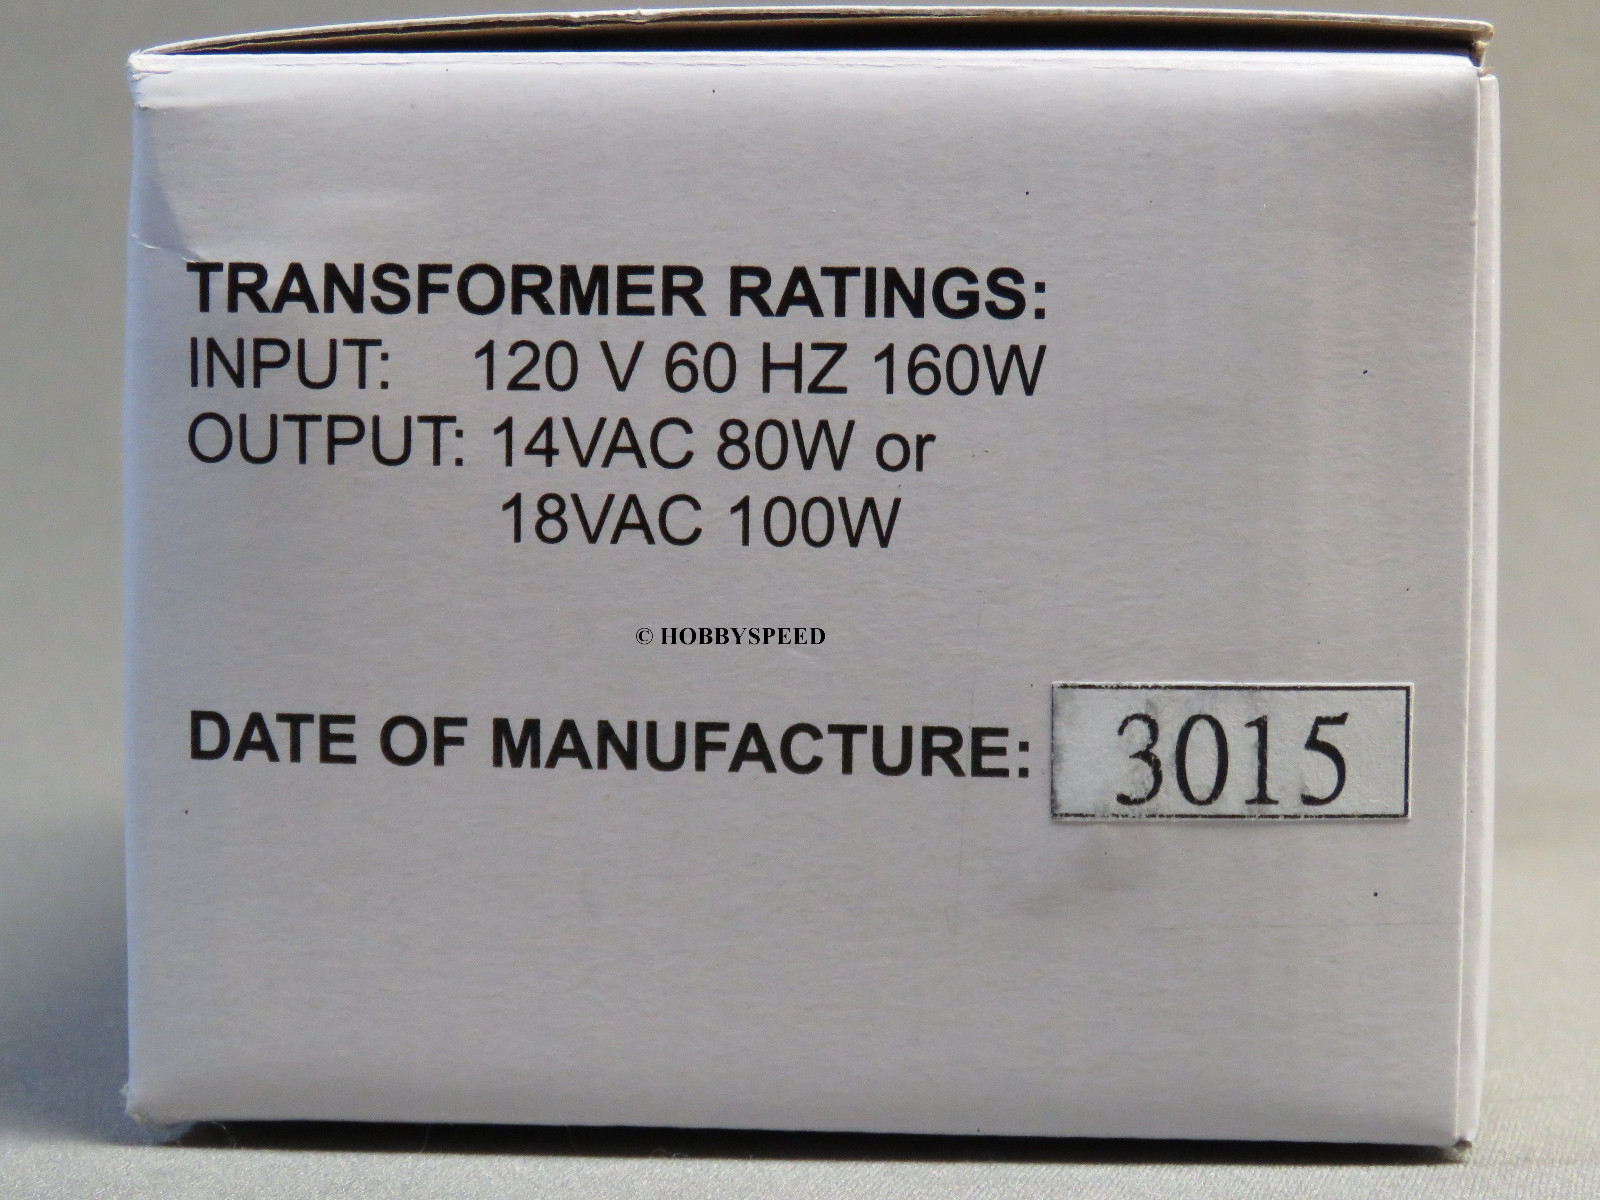 TRANSFORMER RATINGS:
INPUT: 120 V 60 HZ 160W
OUTPUT: 14VAC 80W or
18VAC 100W
© HOBBYSPEED
DATE OF MANUFACTURE: 3015